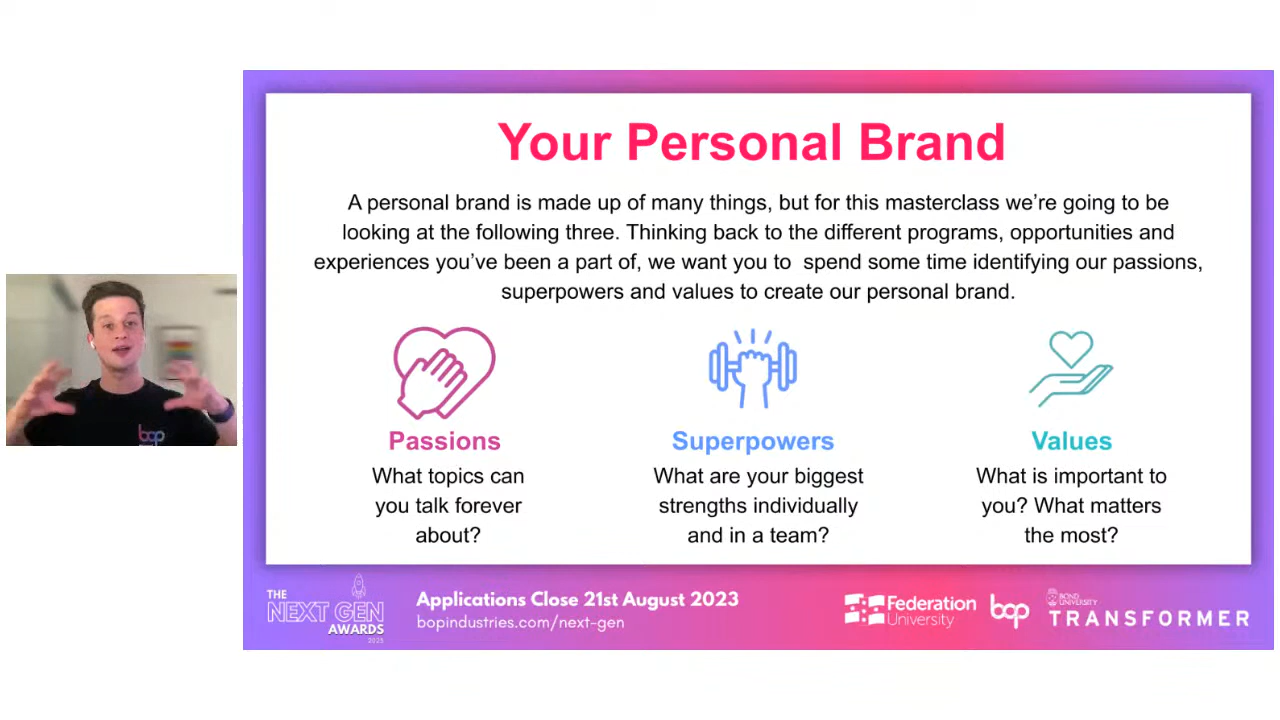 Your Personal Brand
A personal brand is made up of many things, but for this masterclass we're going to be
looking at the following three. Thinking back to the different programs, opportunities and
experiences you've been a part of, we want you to  spend some time identifying our passions,
superpowers and values to create our personal brand.
Passions
What topics can
you talk forever
about?
Superpowers
What are your biggest
strengths individually
and in a team?
Values
What is important to
you? What matters
the most?
bop
THE
NEXT GEN
AWARDS
2023
Applications Close 21st August 2023
bopindustries.com/next-gen
Federation
University
bop
BOND
UNIVERSITY
TRANSFORMER